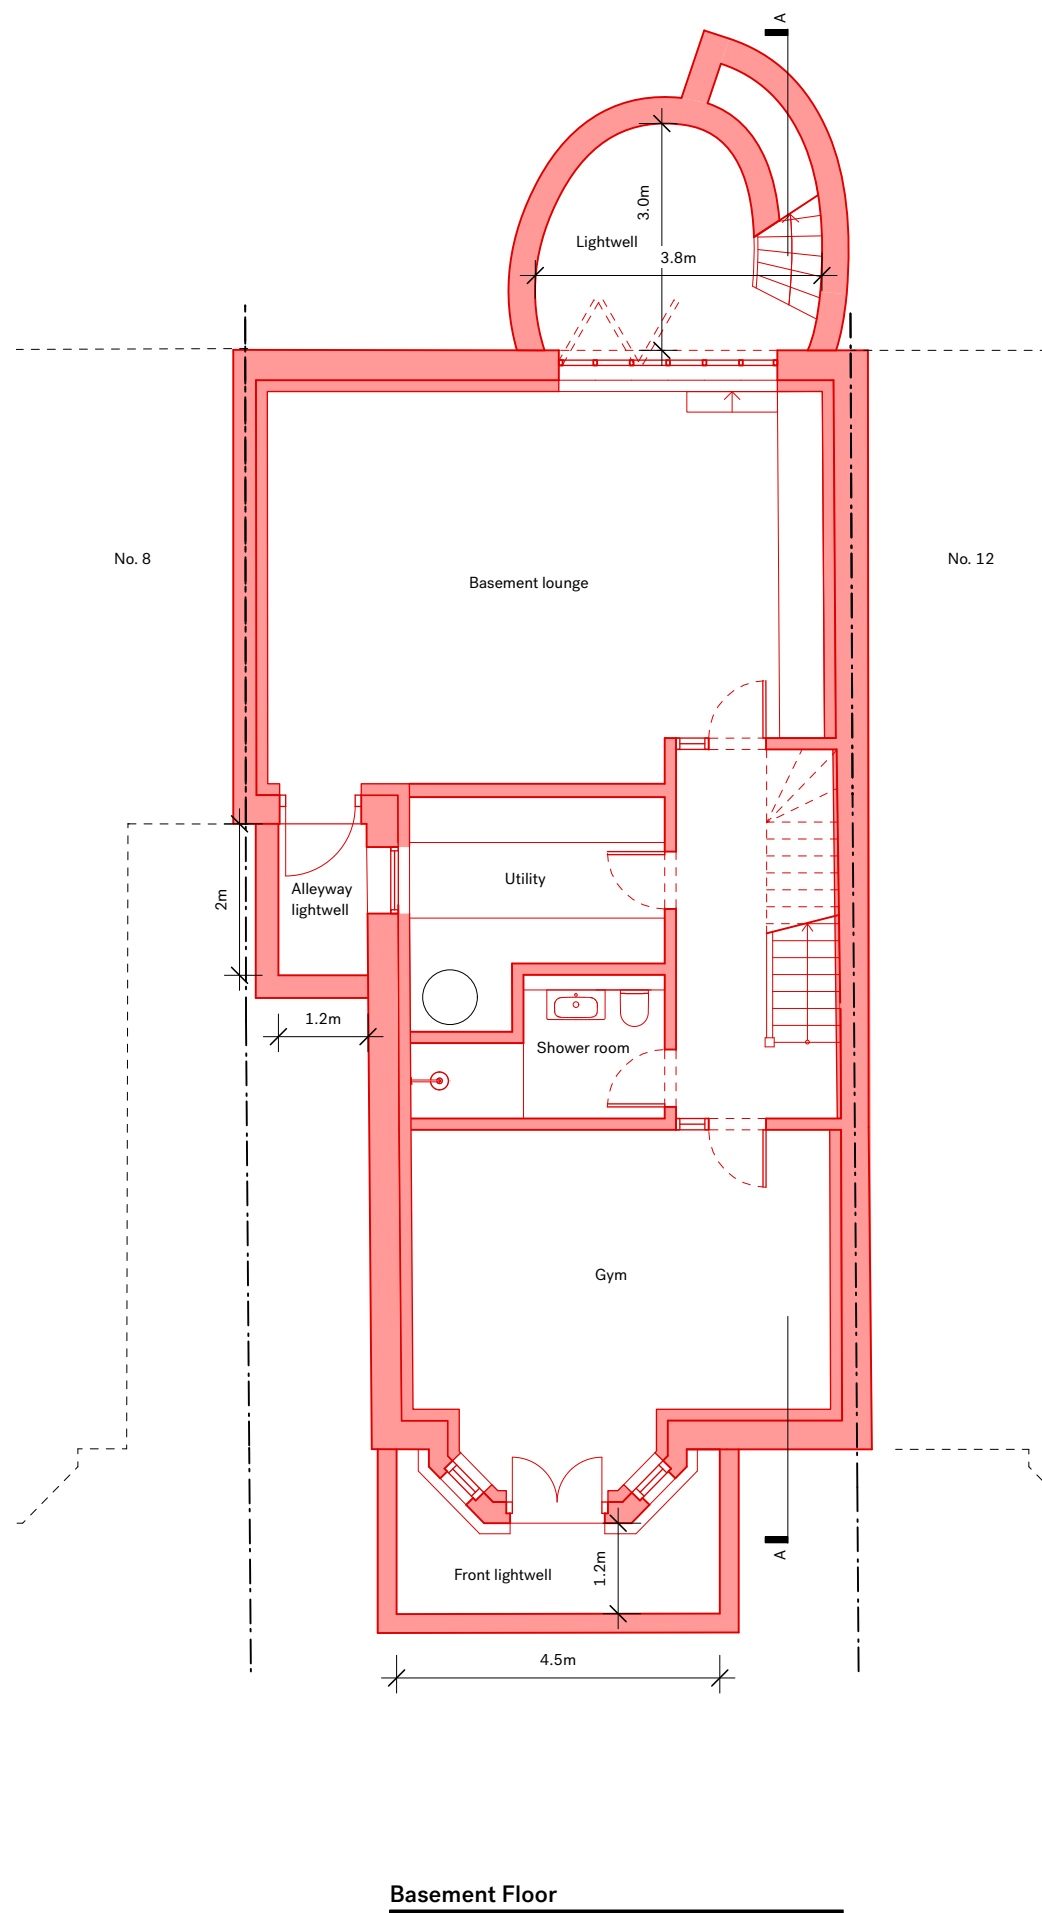 A
3.0m
Lightwell
3.8m
No. 8
No. 12
Basement lounge
Utility
Alleyway
lightwell
2m
1.2m
Shower room
Gym
A
Front lightwell
1.2m
4.5m
Basement Floor